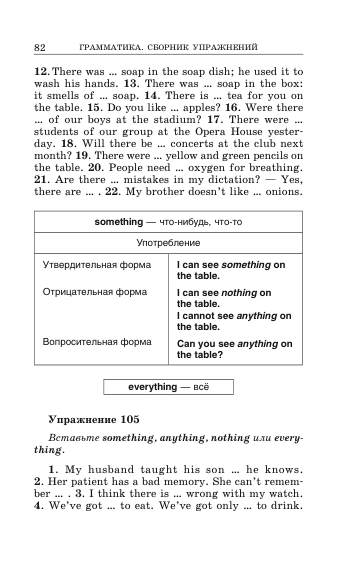 82 ГРАММАТИКА. СБОРНИК УПРАЖНЕНИЙ
12. There was ... soap in the soap dish; he used it to
wash his hands. 13. There was ... soap in the box:
it smells of ... soap. 14. There is ... tea for you on
the table. 15. Do you like ... apples? 16. Were there
... of our boys at the stadium? 17. There were ...
students of our group at the Opera House yester-
day. 18. Will there be ... concerts at the club next
month? 19. There were ... yellow and green pencils on
the table. 20. People need ... oxygen for breathing.
21. Are there ... mistakes in my dictation? — Yes,
there are ... . 22. My brother doesn't like ... onions.
something — что-нибудь, что-то
Употребление
Утвердительная форма I can see something on
the table.
Отрицательная форма I can see nothing on
the table.
I cannot see anything on
the table.
Вопросительная форма Can you see anything on
the table?
everything — всё
Упражнение 105
Вставьте something, anything, nothing или every-
thing.
1. My husband taught his son ... he knows.
2. Her patient has a bad memory. She can't remem-
ber ... . 3. I think there is ... wrong with my watch.
4. We've got ... to eat. We've got only ... to drink.